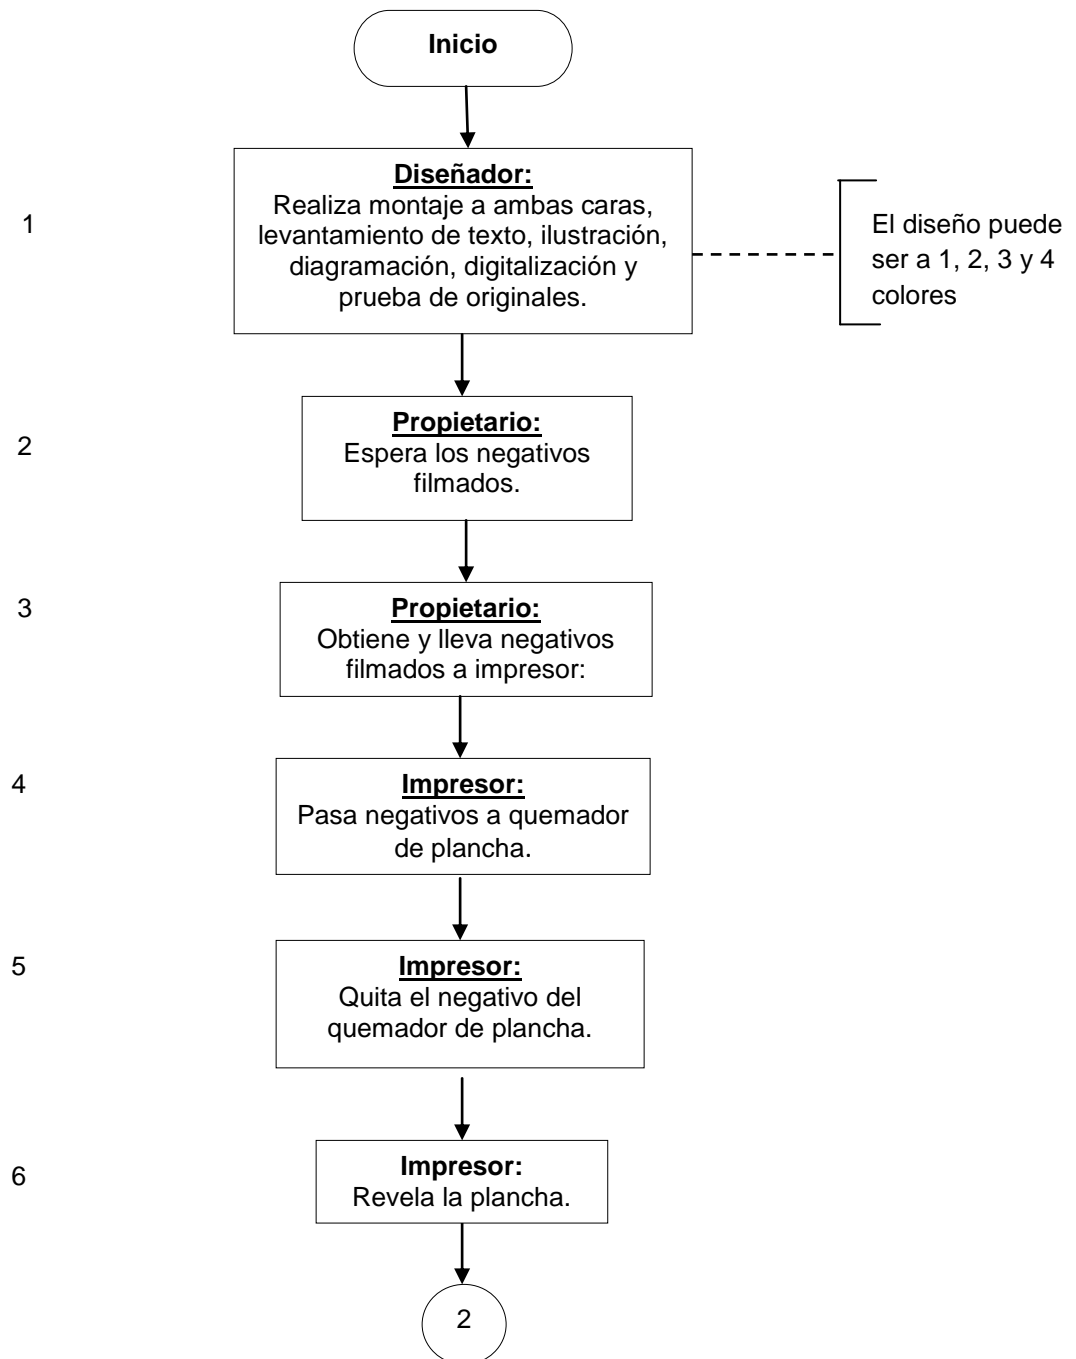 Inicio
1
Diseñador:
Realiza montaje a ambas caras,
levantamiento de texto, ilustración,
diagramación, digitalización y
prueba de originales.
El diseño puede
ser a 1, 2, 3 y 4
colores
2
Propietario:
Espera los negativos
filmados.
3
Propietario:
Obtiene y lleva negativos
filmados a impresor:
4
Impresor:
Pasa negativos a quemador
de plancha.
5
Impresor:
Quita el negativo del
quemador de plancha.
6
Impresor:
Revela la plancha.
2